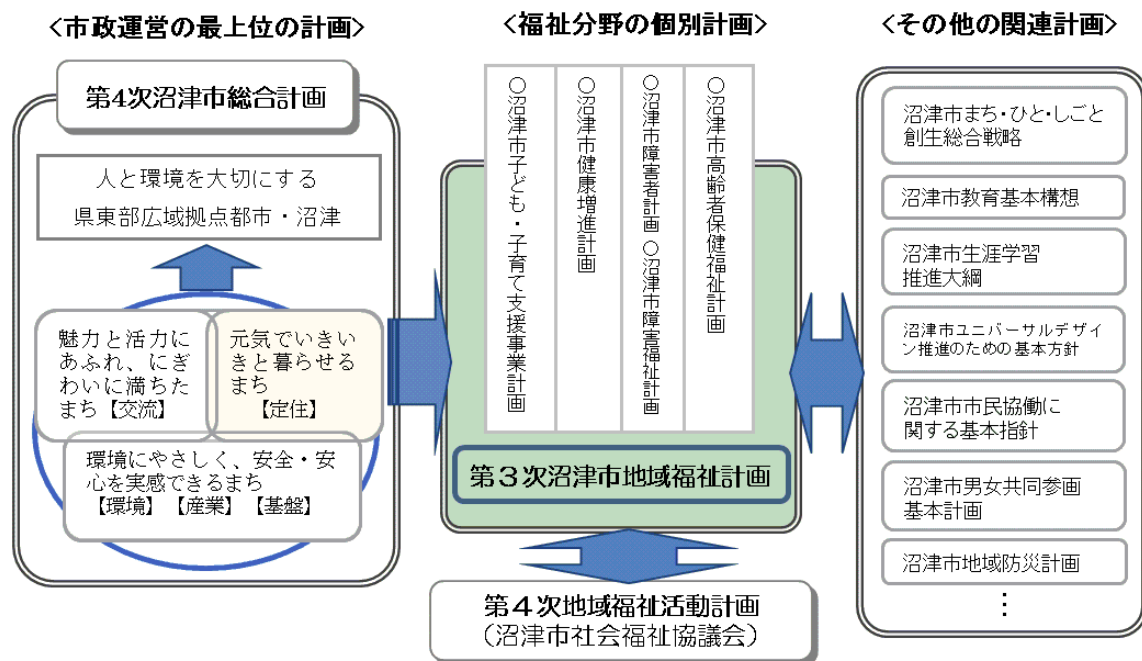 〈市政運営の最上位の計画〉
第4次沼津市総合計画
人と環境を大切にする
県東部広域拠点都市・沼津
魅力と活力に
あふれ、にぎ
わいに満ちた
まち【交流】
元気でいきい
きと暮らせる
まち
【定住】
環境にやさしく、安全・安
心を実感できるまち
【環境】【産業】【基盤】
〈福祉分野の個別計画〉
○沼津市高齢者保健福祉計画
○沼津市障害者計画 ○沼津市障害福祉計画
○沼津市健康増進計画
○沼津市子ども・子育て支援事業計画
第３次沼津市地域福祉計画
第４次地域福祉活動計画
（沼津市社会福祉協議会）
〈その他の関連計画〉
沼津市まち・ひと・しごと
創生総合戦略
沼津市教育基本構想
沼津市生涯学習
推進大綱
沼津市ユニバーサルデザイ
ン推進のための基本方針
沼津市市民協働に
関する基本指針
沼津市男女共同参画
基本計画
沼津市地域防災計画
⋮